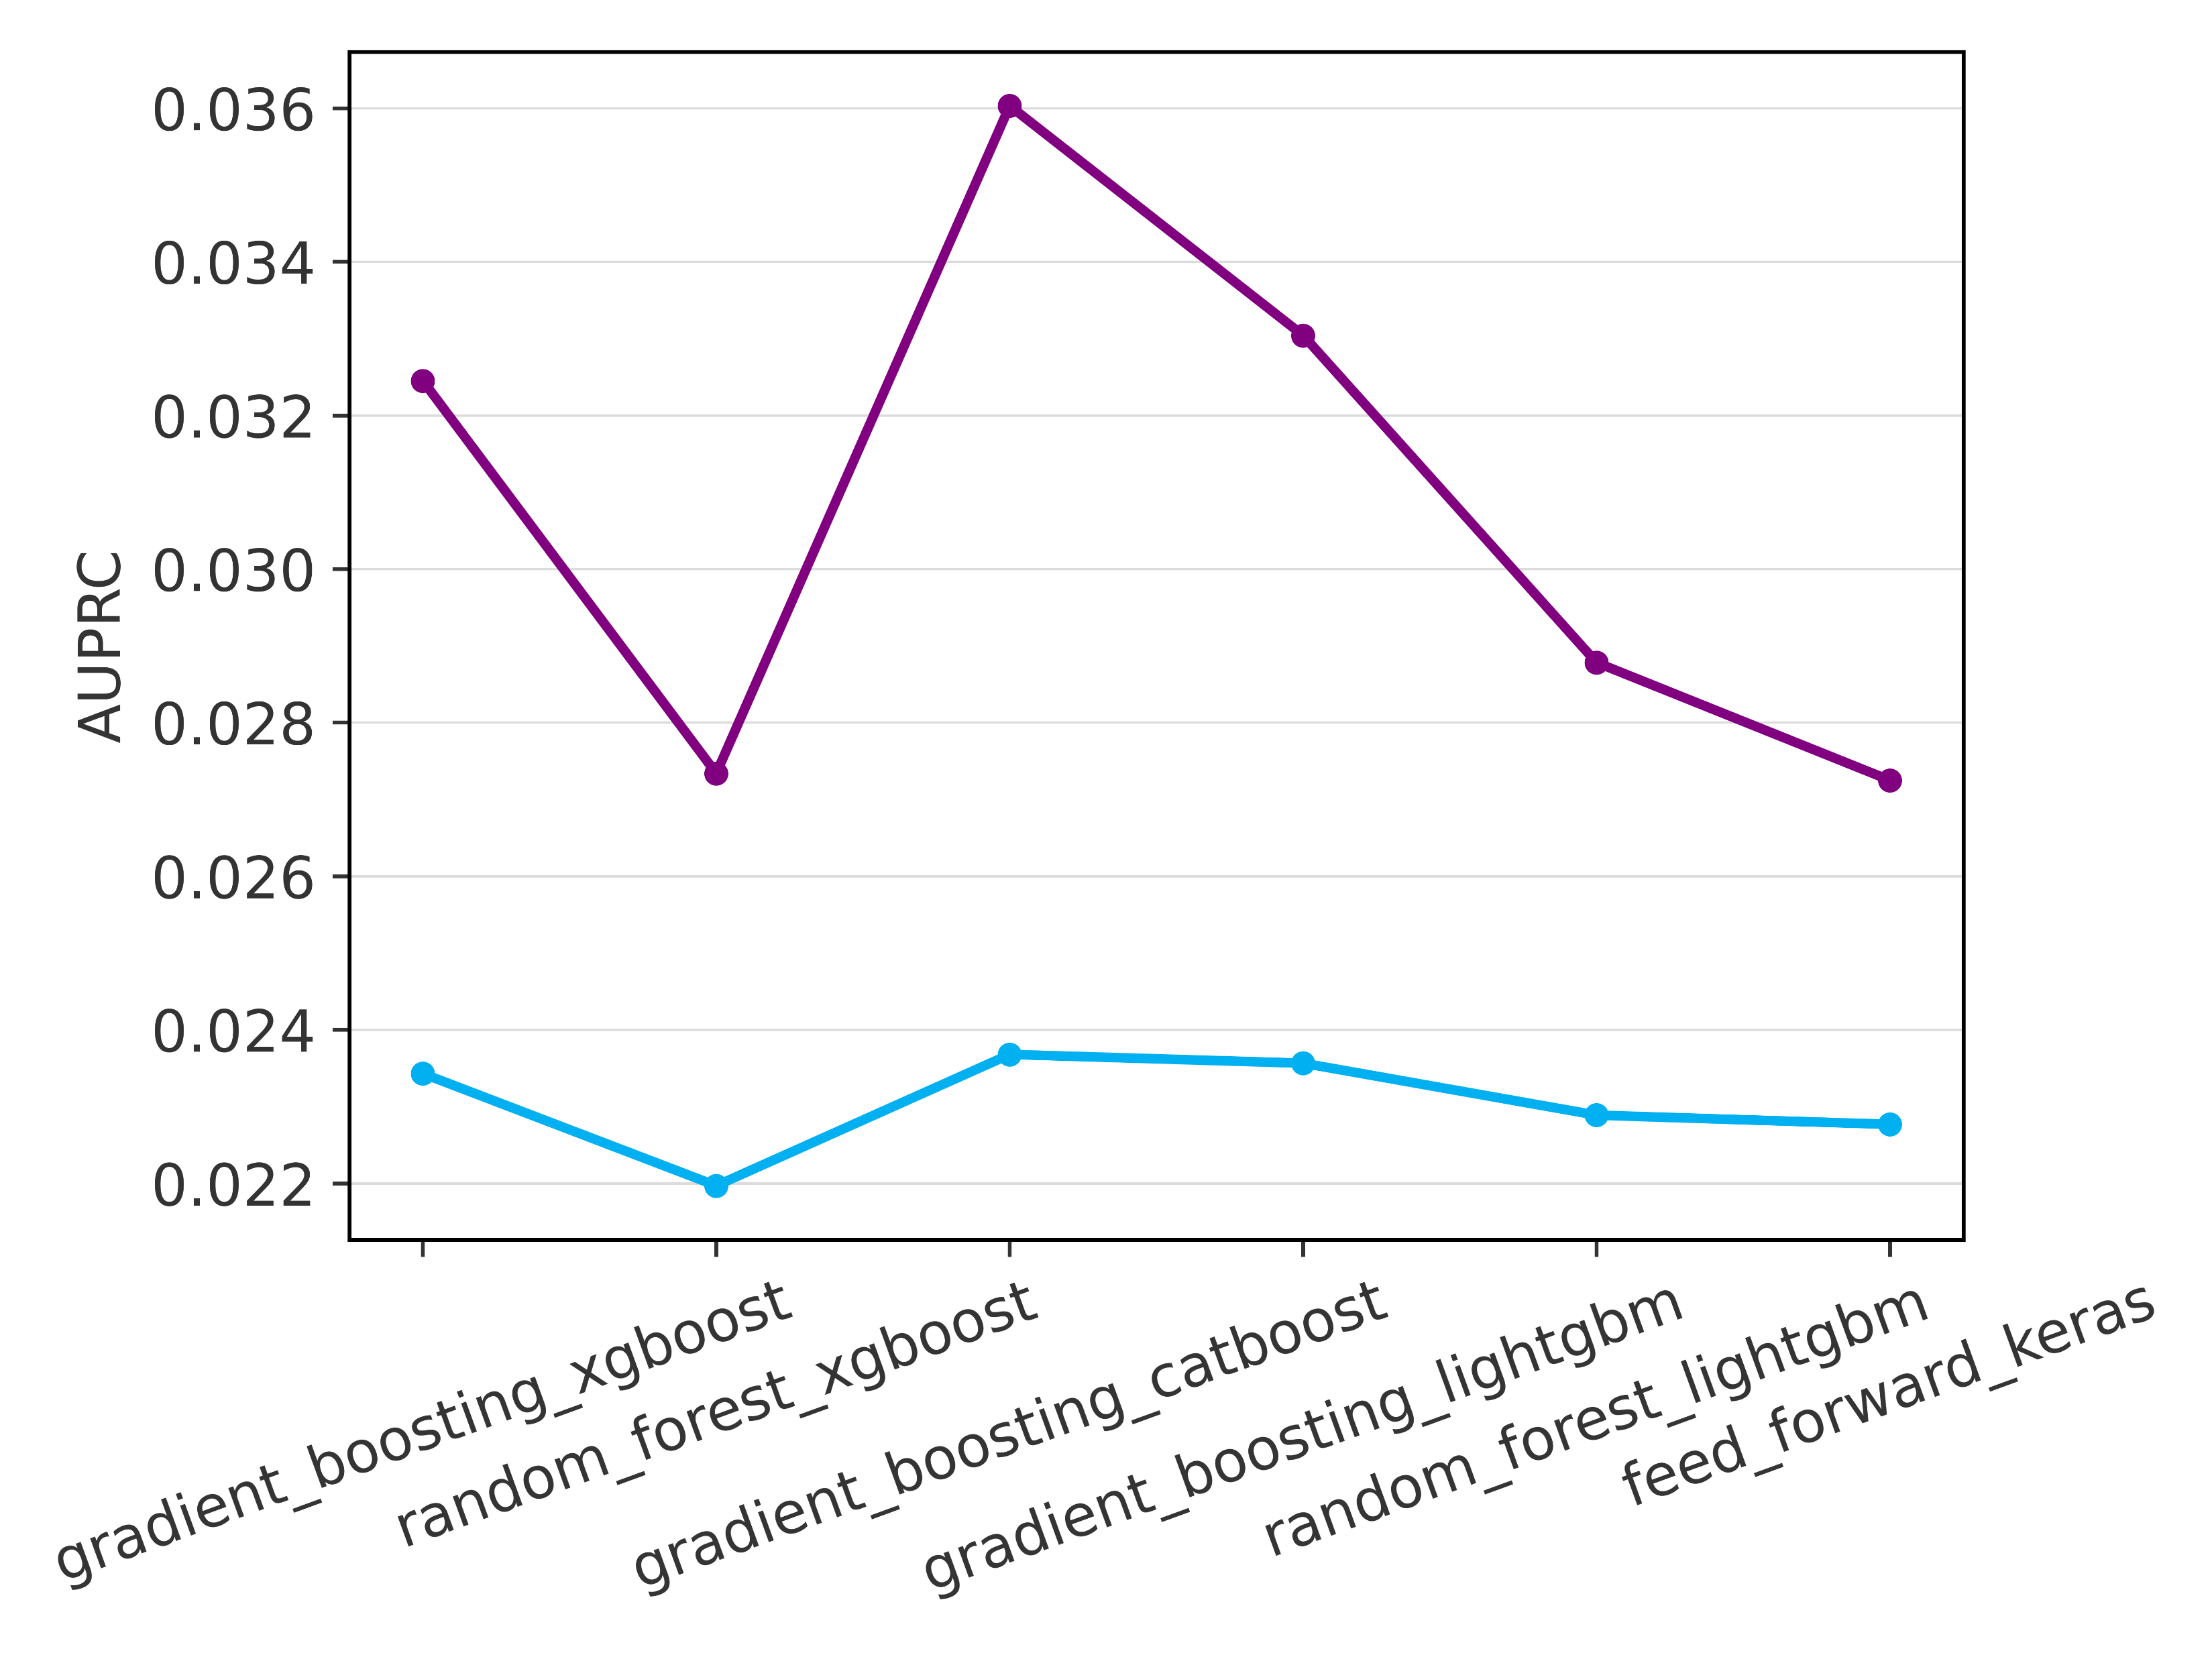 0.036
0.034
0.032
0.030
0.028
0.026
0.024
0.022
AUPRC
gradient_boosting_xgboost
random_forest_xgboost
gradient_boosting_catboost
gradient_boosting_lightgbm
random_forest_lightgbm
feed_forward_keras